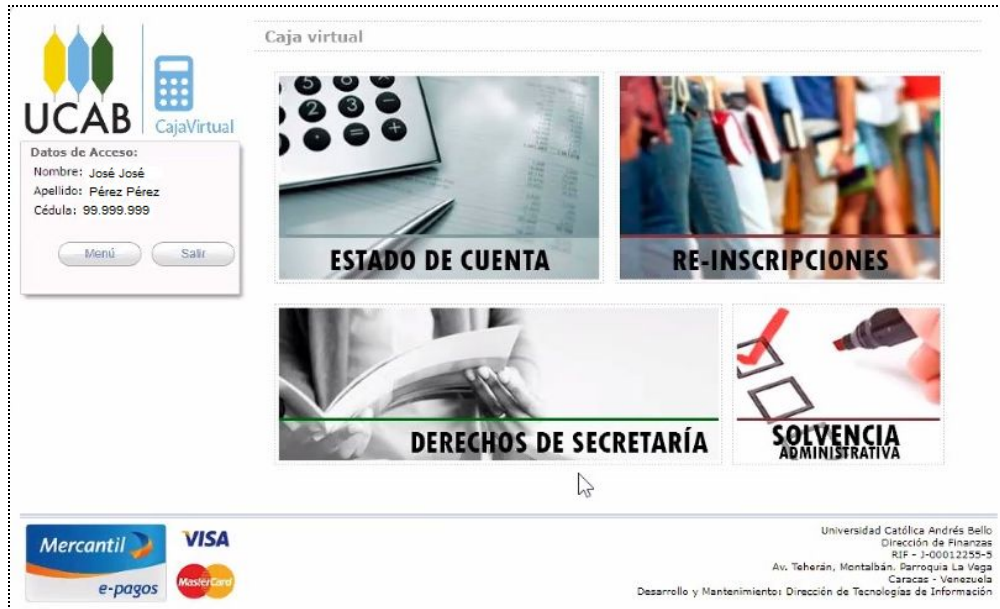 UCAB
CajaVirtual
Datos de Acceso:
Nombre: José José
Apellido: Pérez Pérez
Cédula: 99.999.999
Menú
Salir
Caja virtual
ESTADO DE CUENTA
RE-INSCRIPCIONES
DERECHOS DE SECRETARÍA
SOLVENCIA
ADMINISTRATIVA
Mercantil
e-pagos
VISA
MasterCard
Universidad Católica Andrés Bello
Dirección de Finanzas
RIF - J-00012255-5
Av. Teherán, Montalbán. Parroquia La Vega
Caracas - Venezuela
Desarrollo y Mantenimiento: Dirección de Tecnologías de Información